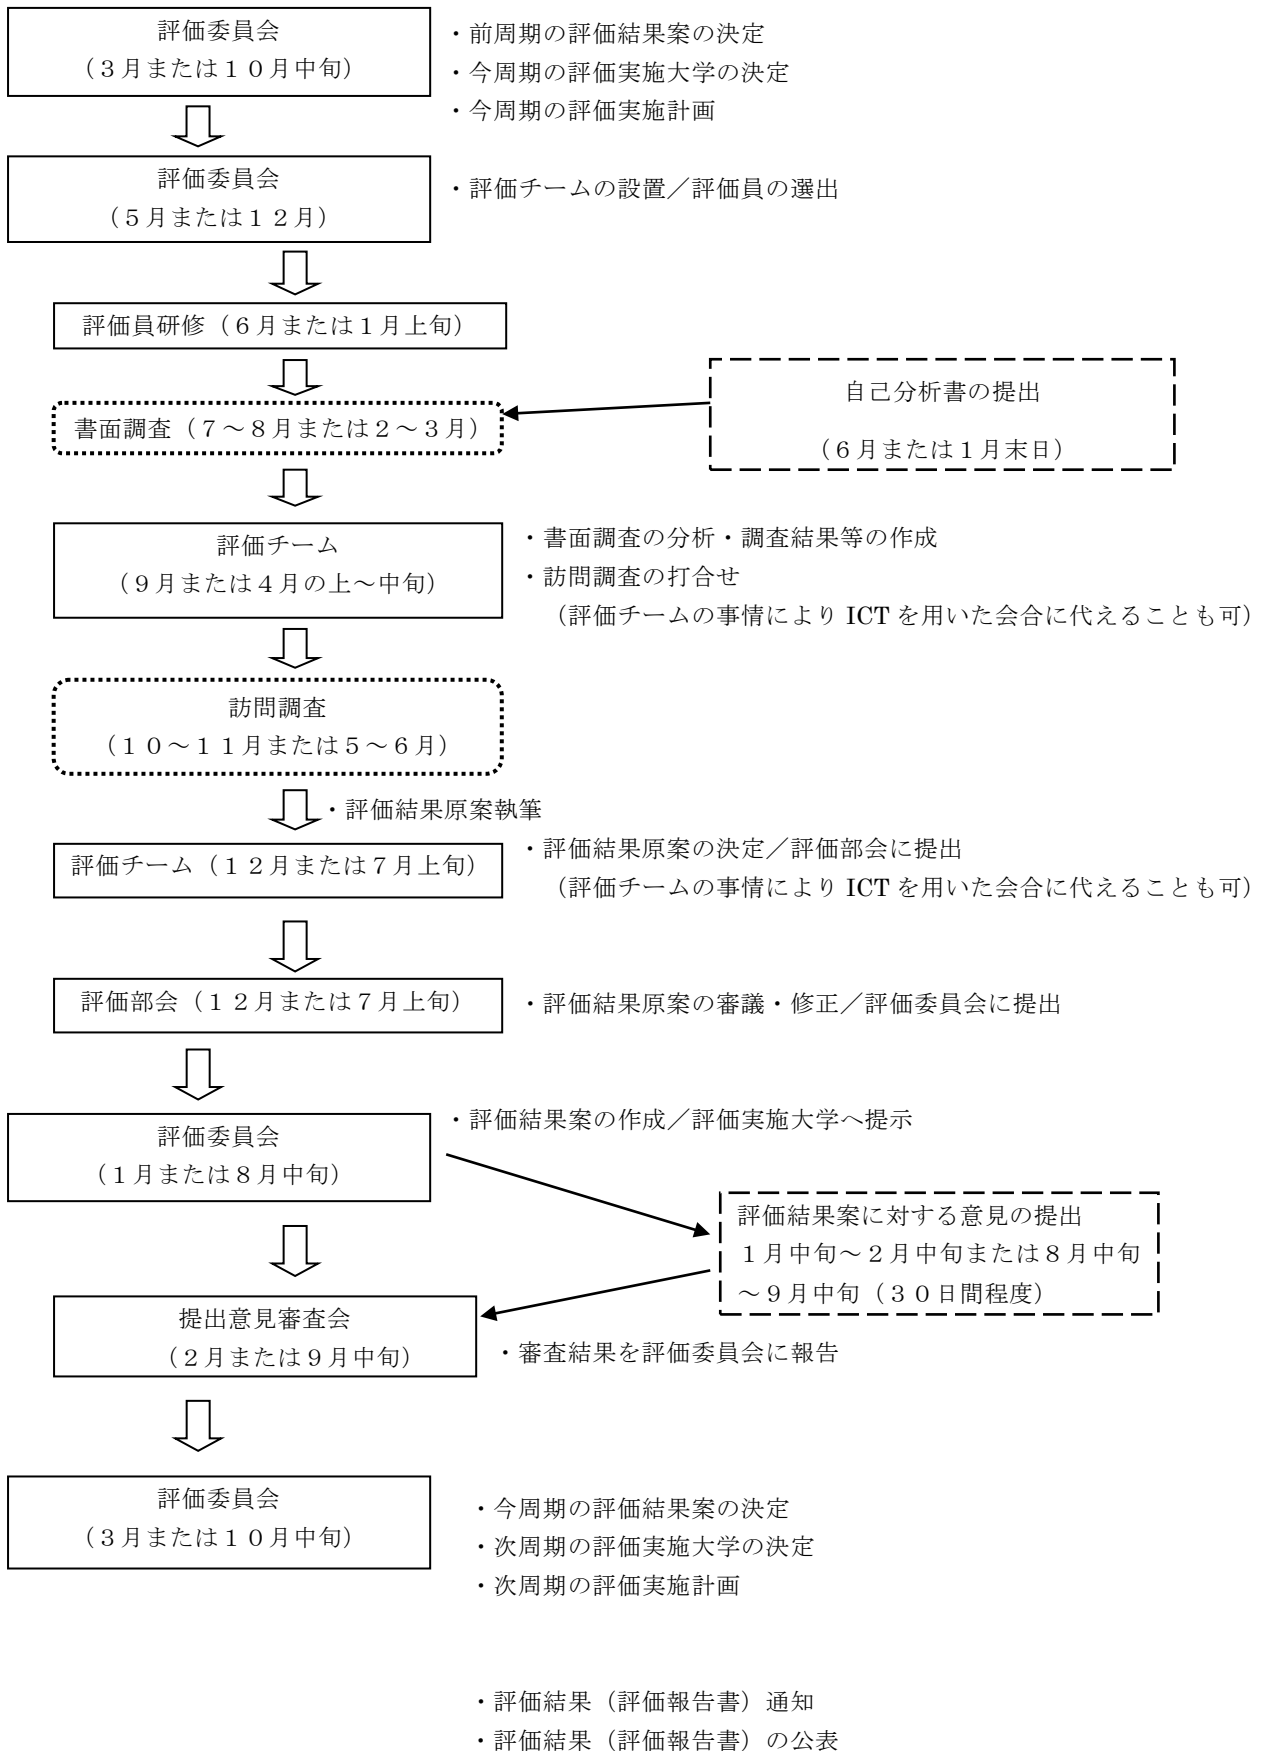 評価委員会
（３月または１０月中旬）
・前周期の評価結果案の決定
・今周期の評価実施大学の決定
・今周期の評価実施計画
評価委員会
（５月または１２月）
・評価チームの設置／評価員の選出
評価員研修（６月または１月上旬）
自己分析書の提出
（６月または１月末日）
書面調査（７～８月または２～３月）
評価チーム
（９月または４月の上～中旬）
・書面調査の分析・調査結果等の作成
・訪問調査の打合せ
（評価チームの事情により ICT を用いた会合に代えることも可）
訪問調査
（１０～１１月または５～６月）
・評価結果原案執筆
評価チーム（１２月または７月上旬）
・評価結果原案の決定／評価部会に提出
（評価チームの事情により ICT を用いた会合に代えることも可）
評価部会（１２月または７月上旬）
・評価結果原案の審議・修正／評価委員会に提出
評価委員会
（１月または８月中旬）
・評価結果案の作成／評価実施大学へ提示
評価結果案に対する意見の提出
１月中旬～２月中旬または８月中旬
～９月中旬（３０日間程度）
提出意見審査会
（２月または９月中旬）
・審査結果を評価委員会に報告
評価委員会
（３月または１０月中旬）
・今周期の評価結果案の決定
・次周期の評価実施大学の決定
・次周期の評価実施計画
・評価結果（評価報告書）通知
・評価結果（評価報告書）の公表